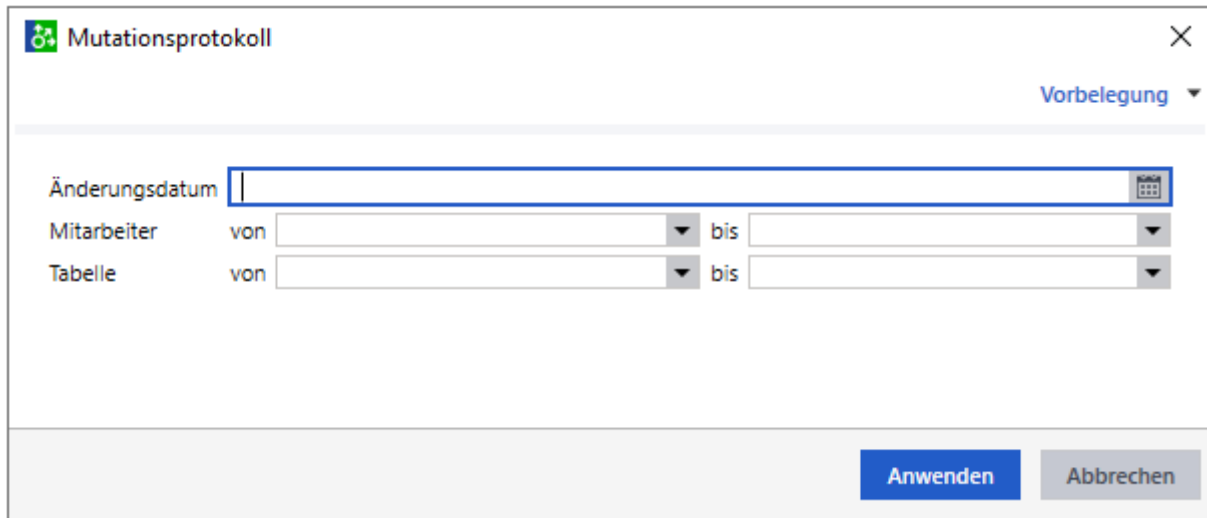 Mutationsprotokoll
Vorbelegung
Änderungsdatum
Mitarbeiter von bis
Tabelle von bis
Anwenden Abbrechen